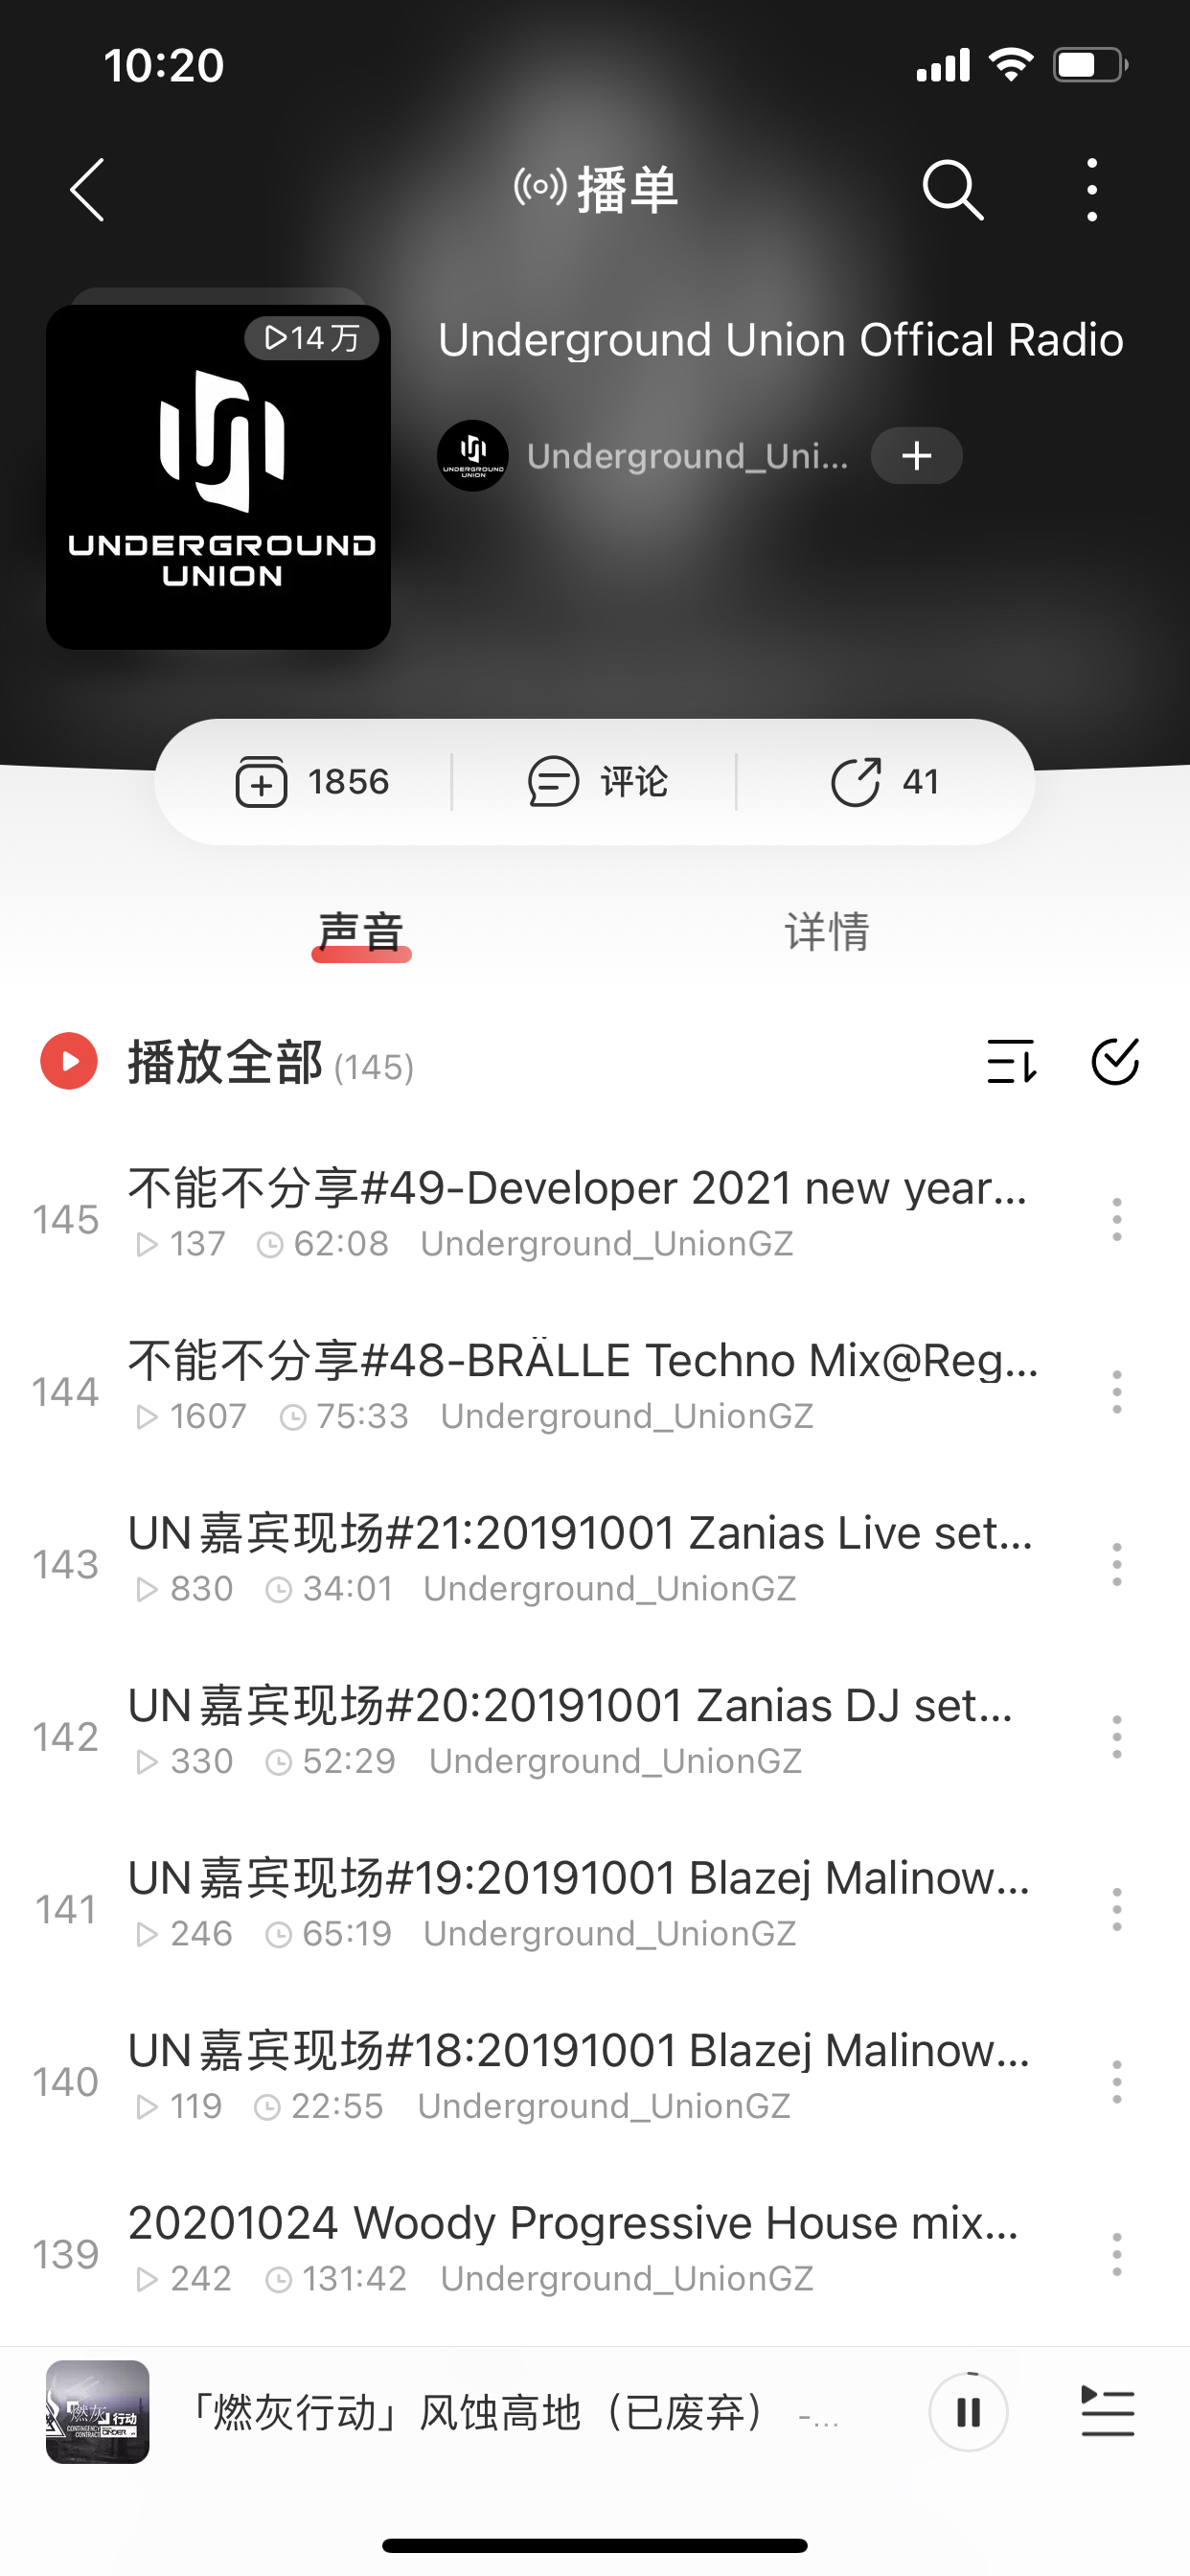 10:20
播单
14万
UNDERGROUND
UNION
Underground Union Offical Radio
UNDERGROUND
UNION
Underground_Uni...
1856
评论
41
声音
详情
播放全部(145)
145
不能不分享#49-Developer 2021 new year...
137 62:08 Underground_UnionGZ
144
不能不分享#48-BRÄLLE Techno Mix@Reg...
1607 75:33 Underground_UnionGZ
143
UN嘉宾现场#21:20191001 Zanias Live set...
830 34:01 Underground_UnionGZ
142
UN嘉宾现场#20:20191001 Zanias DJ set...
330 52:29 Underground_UnionGZ
141
UN嘉宾现场#19:20191001 Blazej Malinow...
246 65:19 Underground_UnionGZ
140
UN嘉宾现场#18:20191001 Blazej Malinow...
119 22:55 Underground_UnionGZ
139
20201024 Woody Progressive House mix...
242 131:42 Underground_UnionGZ
「燃灰」行动
「燃灰行动」风蚀高地（已废弃） -...